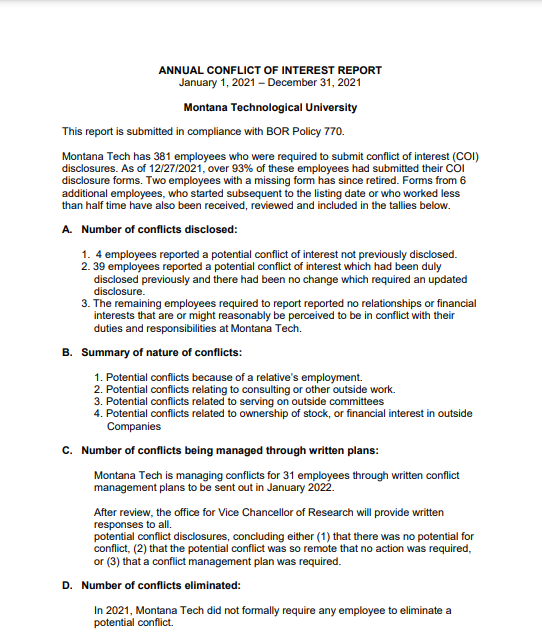 ANNUAL CONFLICT OF INTEREST REPORT
January 1, 2021 – December 31, 2021
Montana Technological University
This report is submitted in compliance with BOR Policy 770.
Montana Tech has 381 employees who were required to submit conflict of interest (COI)
disclosures. As of 12/27/2021, over 93% of these employees had submitted their COI
disclosure forms. Two employees with a missing form has since retired. Forms from 6
additional employees, who started subsequent to the listing date or who worked less
than half time have also been received, reviewed and included in the tallies below.
A. Number of conflicts disclosed:
1. 4 employees reported a potential conflict of interest not previously disclosed.
2. 39 employees reported a potential conflict of interest which had been duly
disclosed previously and there had been no change which required an updated
disclosure.
3. The remaining employees required to report reported no relationships or financial
interests that are or might reasonably be perceived to be in conflict with their
duties and responsibilities at Montana Tech.
B. Summary of nature of conflicts:
1. Potential conflicts because of a relative's employment.
2. Potential conflicts relating to consulting or other outside work.
3. Potential conflicts related to serving on outside committees
4. Potential conflicts related to ownership of stock, or financial interest in outside
Companies
C. Number of conflicts being managed through written plans:
Montana Tech is managing conflicts for 31 employees through written conflict
management plans to be sent out in January 2022.
After review, the office for Vice Chancellor of Research will provide written
responses to all.
potential conflict disclosures, concluding either (1) that there was no potential for
conflict, (2) that the potential conflict was so remote that no action was required,
or (3) that a conflict management plan was required.
D. Number of conflicts eliminated:
In 2021, Montana Tech did not formally require any employee to eliminate a
potential conflict.